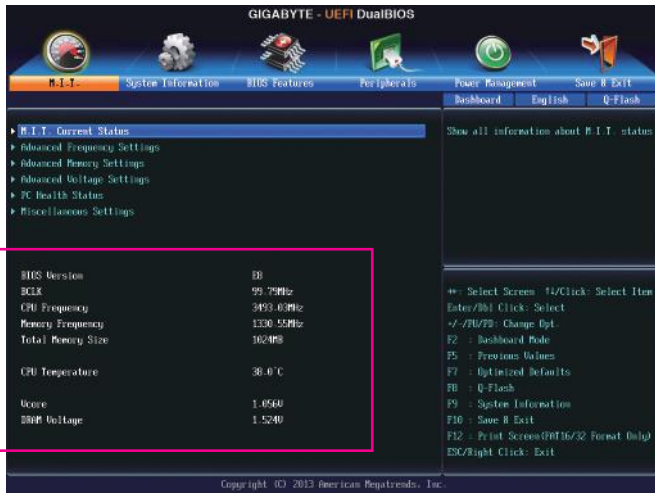 GIGABYTE - UEFI DualBIOS
M.I.T.
System Information
BIOS Features
Peripherals
Power Management
Save & Exit
Dashboard
English
Q-Flash
M.I.T. Current Status
Advanced Frequency Settings
Advanced Memory Settings
Advanced Voltage Settings
PC Health Status
Miscellaneous Settings
Show all information about M.I.T. status
BIOS Version E8
BCLK 99.79MHz
CPU Frequency 3493.03MHz
Memory Frequency 1330.55MHz
Total Memory Size 1024MB
CPU Temperature 38.0°C
Vcore 1.056V
DRAM Voltage 1.524V
↔: Select Screen ↑↓/Click: Select Item
Enter/Dbl Click: Select
+/-/PU/PD: Change Opt.
F2 : Dashboard Mode
F5 : Previous Values
F7 : Optimized Defaults
F8 : Q-Flash
F9 : System Information
F10 : Save & Exit
F12 : Print Screen(FAT16/32 Format Only)
ESC/Right Click: Exit
Copyright (C) 2013 American Megatrends, Inc.